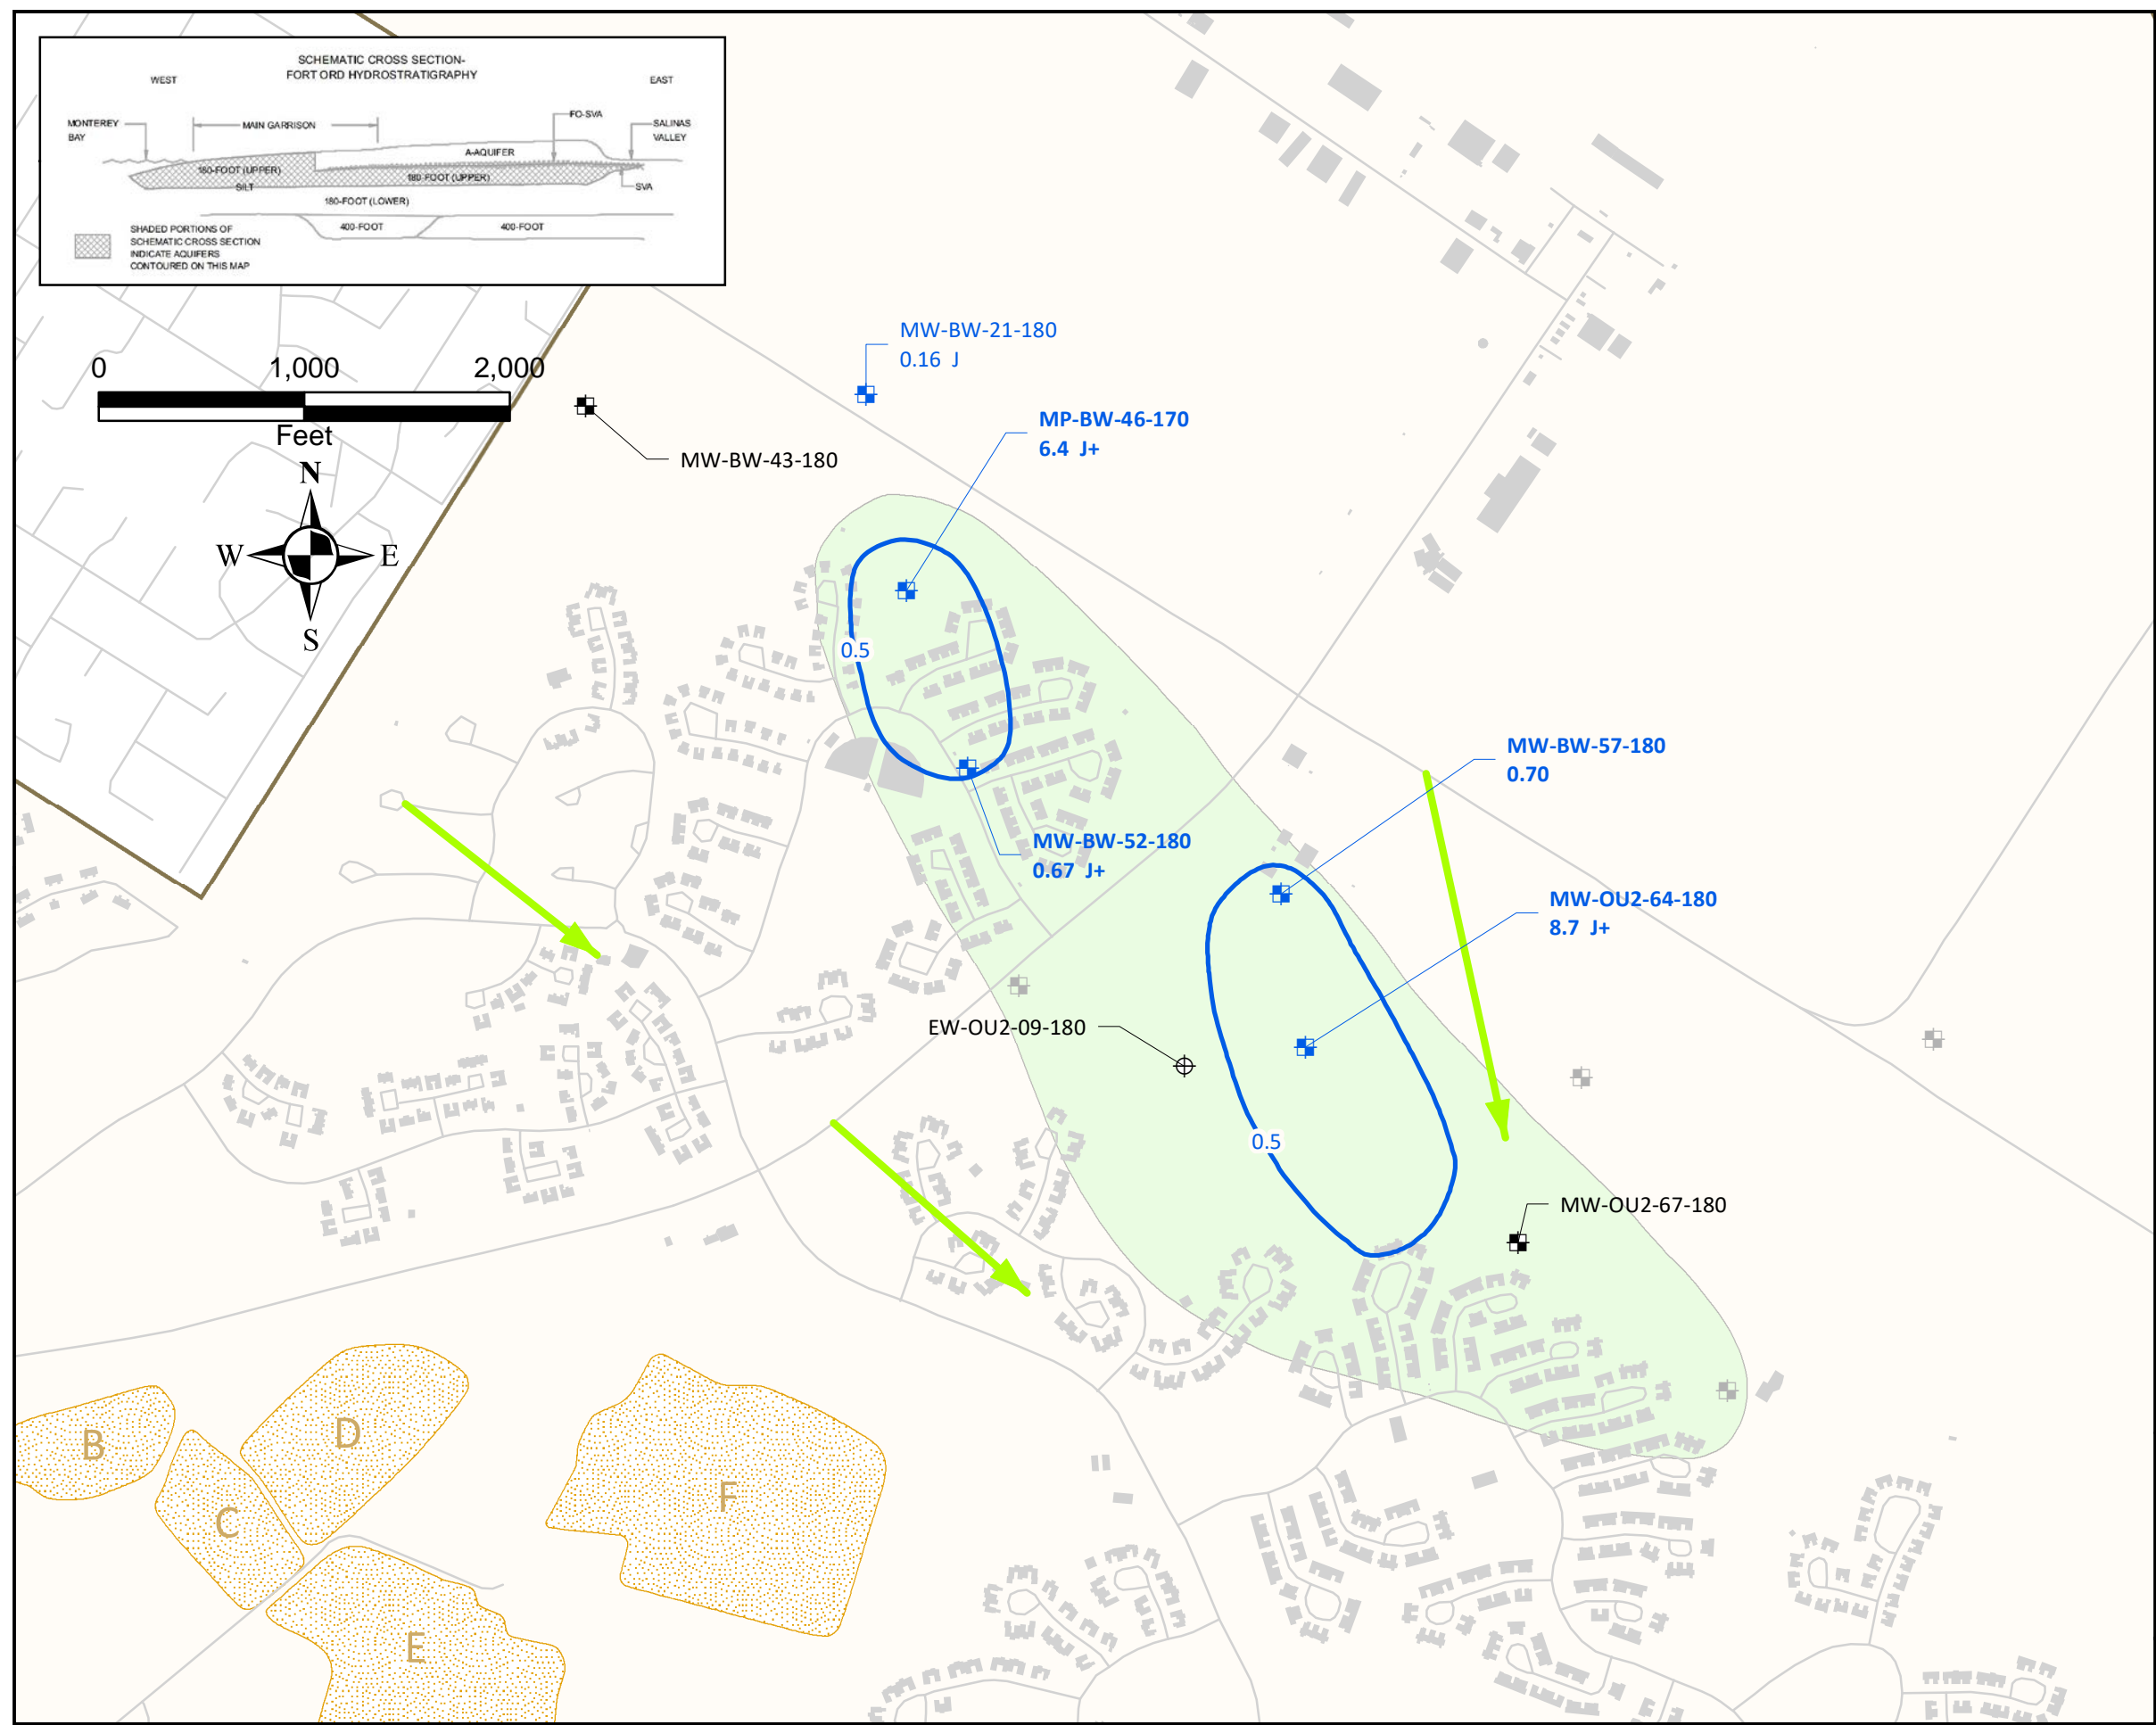 SCHEMATIC CROSS SECTION-
FORT ORD HYDROSTRATIGRAPHY
WEST
EAST
MONTEREY
BAY
MAIN GARRISON
FO-SVA
SALINAS
VALLEY
A-AQUIFER
180-FOOT (UPPER)
180-FOOT (UPPER)
SILT
SVA
180-FOOT (LOWER)
400-FOOT
400-FOOT
SHADED PORTIONS OF
SCHEMATIC CROSS SECTION
INDICATE AQUIFERS
CONTOURED ON THIS MAP
0 1,000 2,000
Feet
N
W E
S
MW-BW-21-180
0.16 J
MP-BW-46-170
6.4 J+
MW-BW-43-180
0.5
MW-BW-57-180
0.70
MW-BW-52-180
0.67 J+
MW-OU2-64-180
8.7 J+
EW-OU2-09-180
0.5
MW-OU2-67-180
B
C
D
E
F